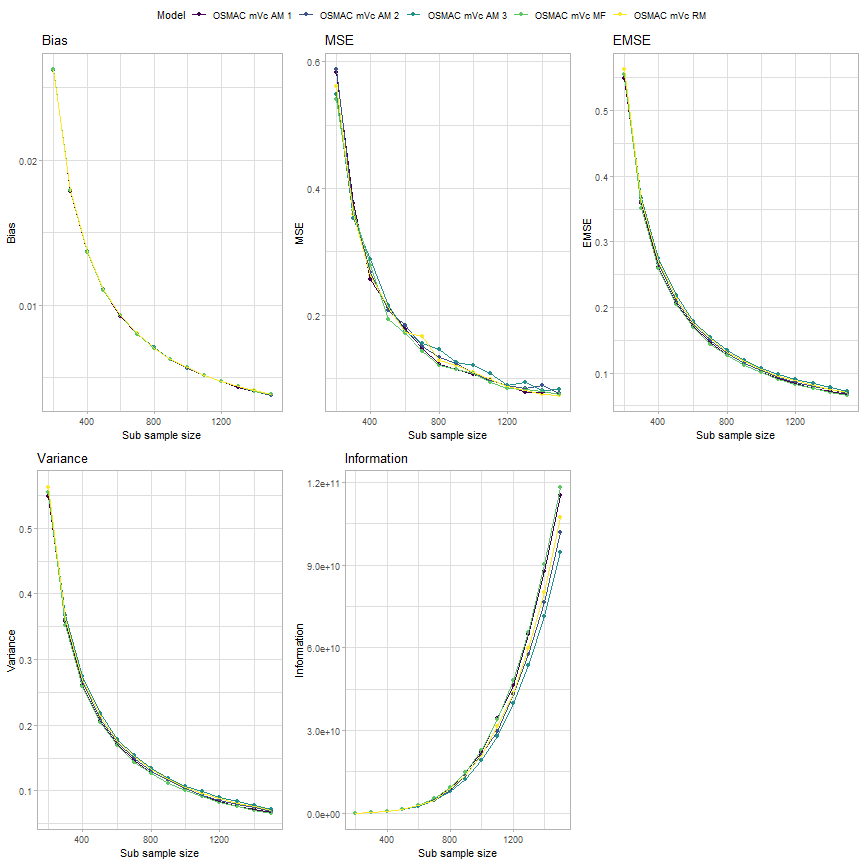 Model OSMAC mVc AM 1 OSMAC mVc AM 2 OSMAC mVc AM 3 OSMAC mVc MF OSMAC mVc RM
Bias
0.02
0.01
Bias
400 800 1200
Sub sample size
MSE
0.6
0.4
0.2
MSE
400 800 1200
Sub sample size
EMSE
0.5
0.4
0.3
0.2
0.1
EMSE
400 800 1200
Sub sample size
Variance
0.5
0.4
0.3
0.2
0.1
Variance
400 800 1200
Sub sample size
Information
1.2e+11
9.0e+10
6.0e+10
3.0e+10
0.0e+00
Information
400 800 1200
Sub sample size